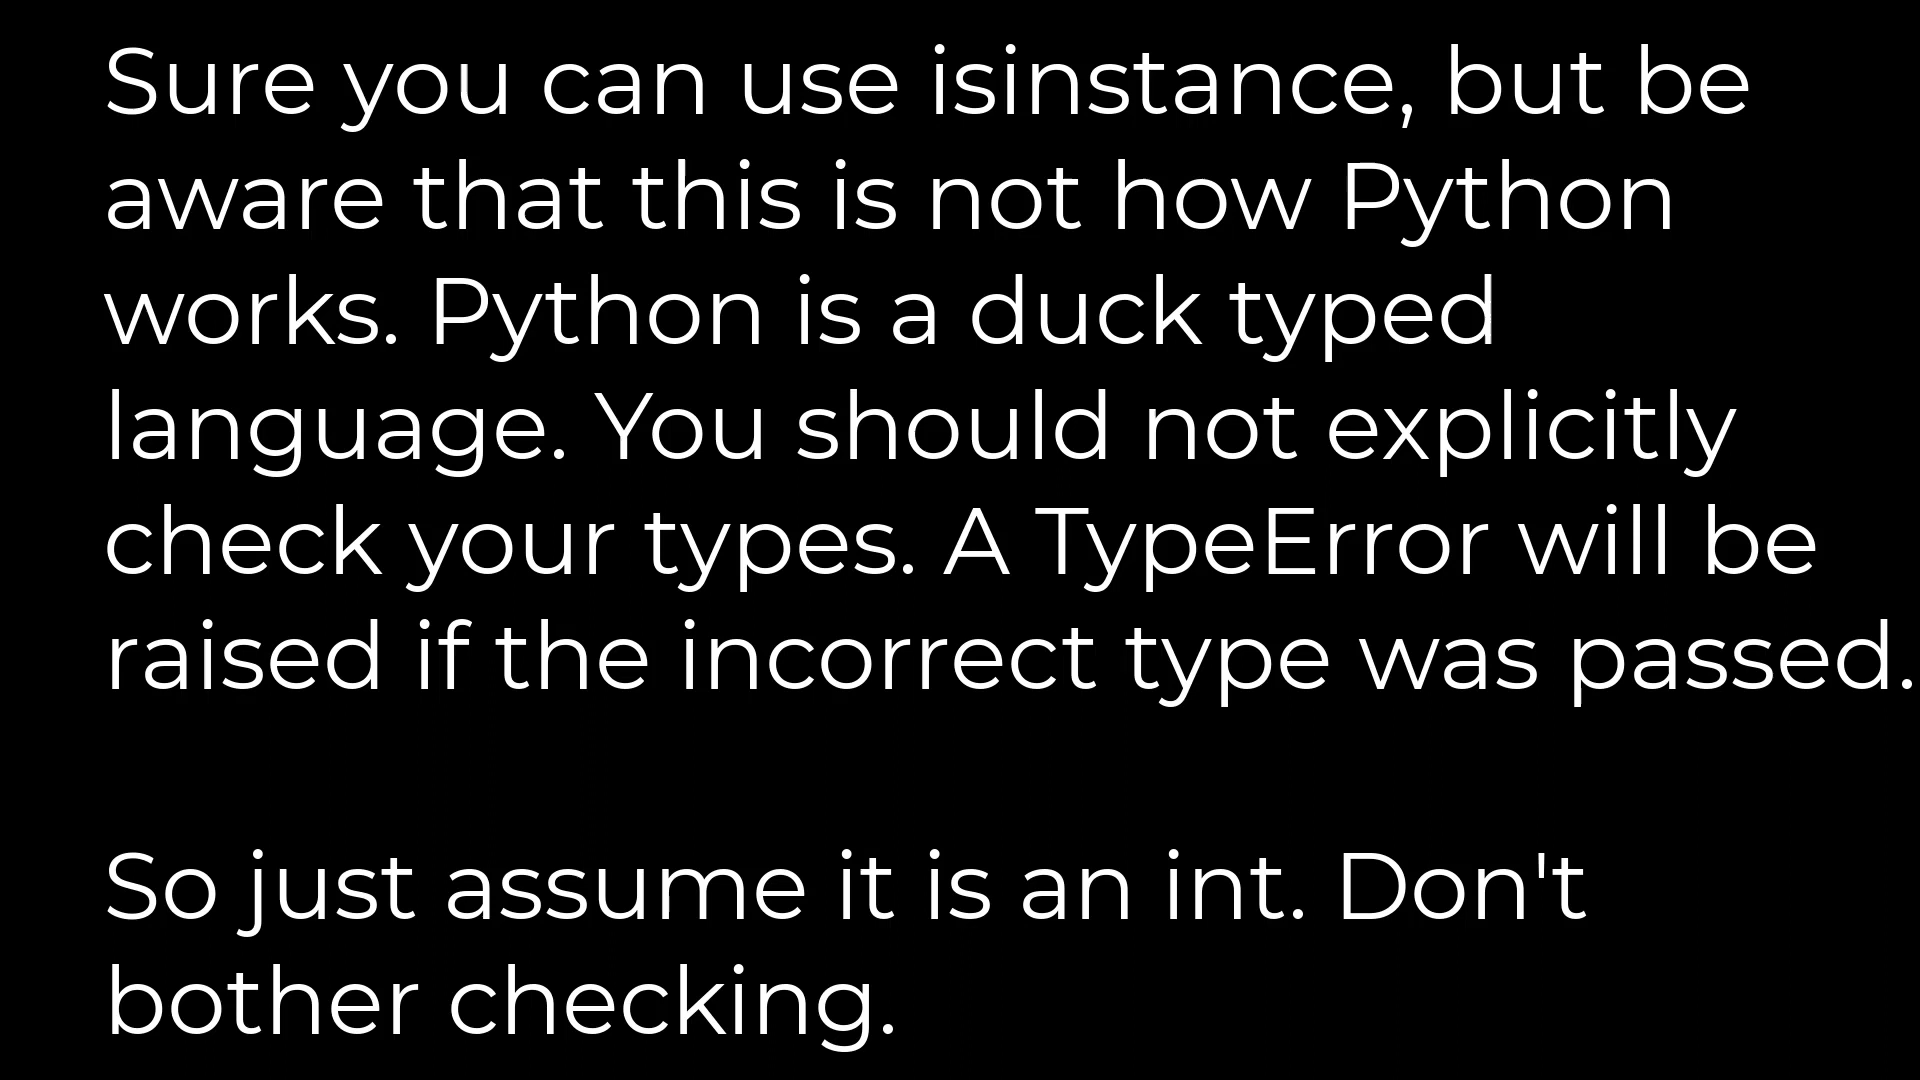 Sure you can use isinstance, but be
aware that this is not how Python
works. Python is a duck typed
language. You should not explicitly
check your types. A TypeError will be
raised if the incorrect type was passed.
So just assume it is an int. Don't
bother checking.